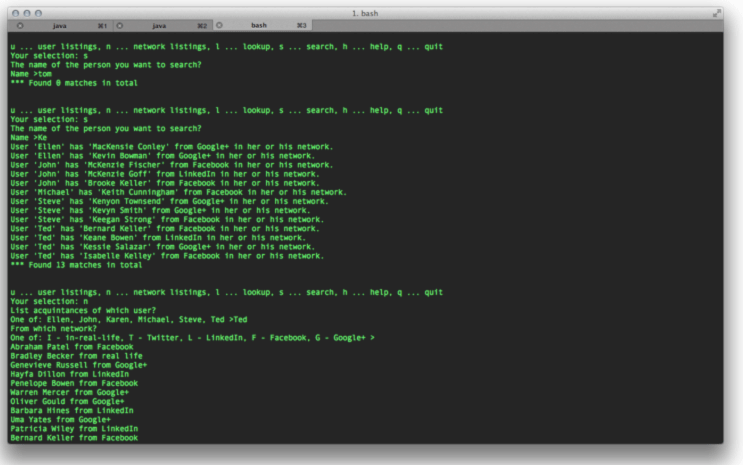 1. bash
java ⌘1 java ⌘2 bash ⌘3
u ... user listings, n ... network listings, l ... lookup, s ... search, h ... help, q ... quit
Your selection: s
The name of the person you want to search?
Name >tom
*** Found 0 matches in total
u ... user listings, n ... network listings, l ... lookup, s ... search, h ... help, q ... quit
Your selection: s
The name of the person you want to search?
Name >Ke
User 'Ellen' has 'MacKensie Conley' from Google+ in her or his network.
User 'Ellen' has 'Kevin Bowman' from Google+ in her or his network.
User 'John' has 'McKenzie Fischer' from Facebook in her or his network.
User 'John' has 'McKenzie Goff' from LinkedIn in her or his network.
User 'John' has 'Brooke Keller' from Facebook in her or his network.
User 'Michael' has 'Keith Cunningham' from Facebook in her or his network.
User 'Steve' has 'Kenyon Townsend' from Google+ in her or his network.
User 'Steve' has 'Kevyn Smith' from Google+ in her or his network.
User 'Steve' has 'Keegan Strong' from Facebook in her or his network.
User 'Ted' has 'Bernard Keller' from Facebook in her or his network.
User 'Ted' has 'Keane Bowen' from LinkedIn in her or his network.
User 'Ted' has 'Kessie Salazar' from Google+ in her or his network.
User 'Ted' has 'Isabelle Kelley' from Facebook in her or his network.
*** Found 13 matches in total
u ... user listings, n ... network listings, l ... lookup, s ... search, h ... help, q ... quit
Your selection: n
List acquintances of which user?
One of: Ellen, John, Karen, Michael, Steve, Ted >Ted
From which network?
One of: I - in-real-life, T - Twitter, L - LinkedIn, F - Facebook, G - Google+ >
Abraham Patel from Facebook
Bradley Becker from real life
Genevieve Russell from Google+
Hayfa Dillon from LinkedIn
Penelope Bowen from Facebook
Warren Mercer from Google+
Oliver Gould from Google+
Barbara Hines from LinkedIn
Uma Yates from Google+
Patricia Wiley from LinkedIn
Bernard Keller from Facebook